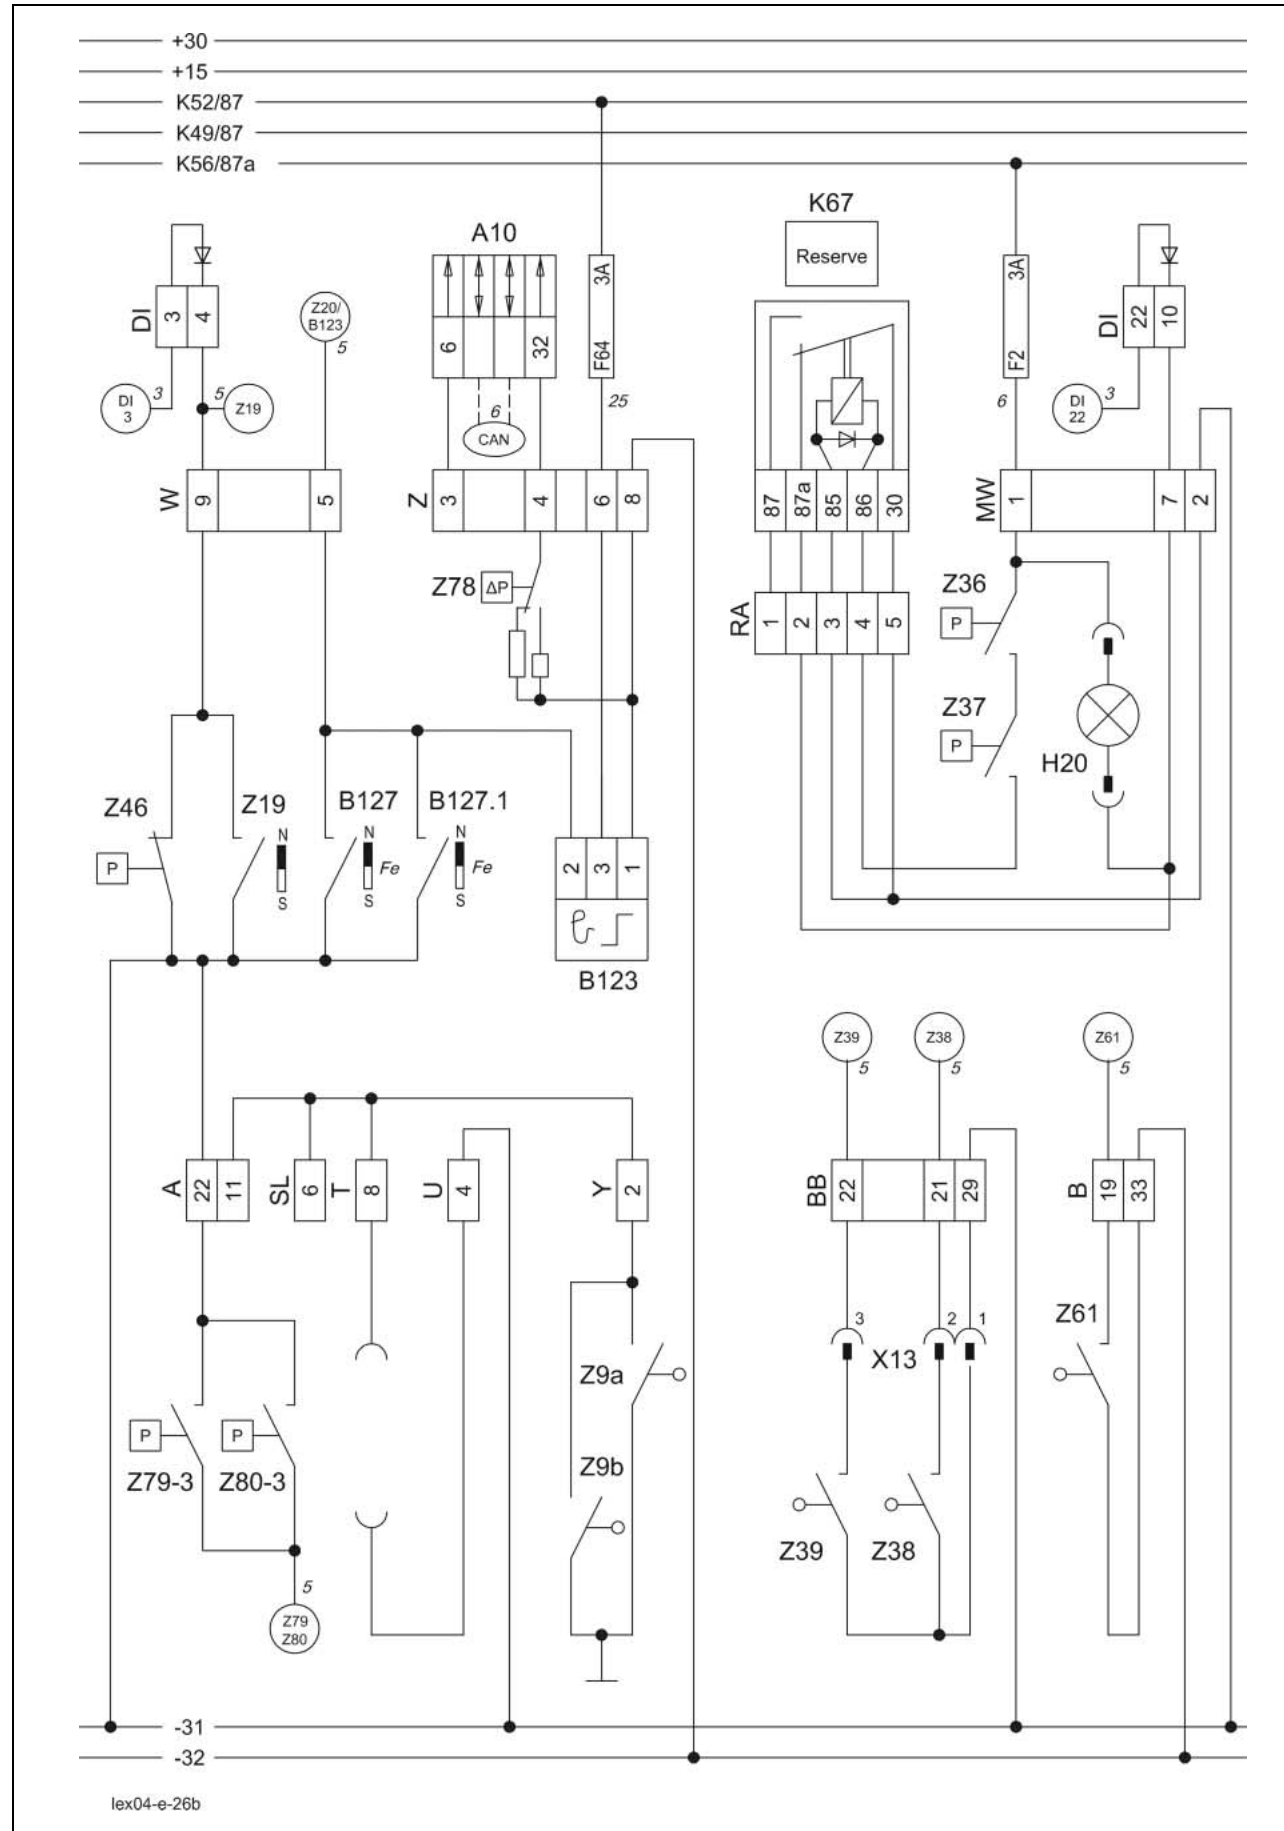 +30
+15
K52/87
K49/87
K56/87a
K67
Reserve
A10
3A
F64
25
3A
F2
6
DI
3
4
Z20/
B123
5
6
32
DI
22
10
DI
3
3
5
Z19
6
CAN
DI
22
3
W
9
5
Z
3
4
6
8
87
87a
85
86
30
MW
1
7
2
Z78
ΔP
RA
1
2
3
4
5
Z36
P
Z37
P
H20
Z46
P
Z19
N
S
B127
N
Fe
S
B127.1
N
Fe
S
2
3
1
B123
Z39
5
Z38
5
Z61
5
A
22
11
SL
6
T
8
U
4
Y
2
BB
22
21
29
B
19
33
3
X13
2
1
Z61
Z9a
P
Z79-3
P
Z80-3
Z9b
Z39
Z38
5
Z79
Z80
-31
-32
lex04-e-26b